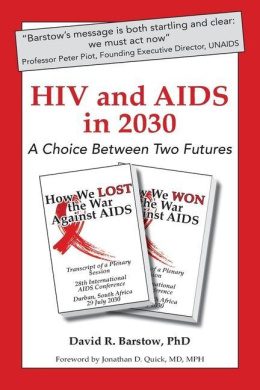 "Barstow's message is both startling and clear:
we must act now"
Professor Peter Piot, Founding Executive Director, UNAIDS
HIV and AIDS
in 2030
A Choice Between Two Futures
How We LOST
the War
Against AIDS
Transcript of a Plenary
Session
28th International
AIDS Conference
Durban, South Africa
29 July 2030
How We WON
the War
Against AIDS
Transcript of a Plenary
Session
International
Conference
South Africa
2030
David R. Barstow, PhD
Foreword by Jonathan D. Quick, MD, MPH